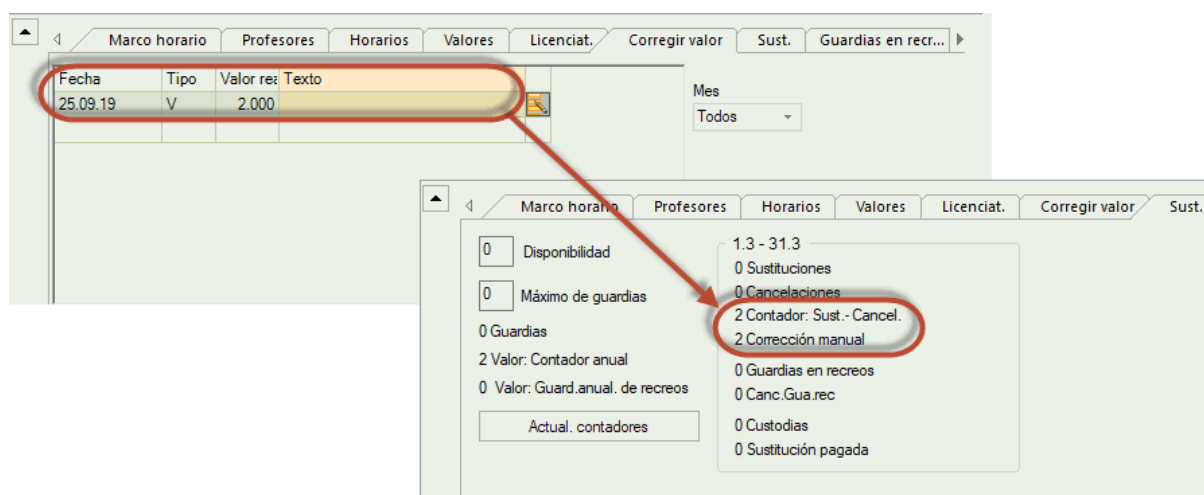 Marco horario Profesores Horarios Valores Licenciat. Corregir valor Sust. Guardias en recr...
Fecha Tipo Valor rea Texto
25.09.19 V 2.000
Mes
Todos
Marco horario Profesores Horarios Valores Licenciat. Corregir valor Sust.
0 Disponibilidad
0 Máximo de guardias
0 Guardias
2 Valor: Contador anual
0 Valor: Guard.anual. de recreos
Actual. contadores
1.3 - 31.3
0 Sustituciones
0 Cancelaciones
2 Contador: Sust.- Cancel.
2 Corrección manual
0 Guardias en recreos
0 Canc.Gua.rec
0 Custodias
0 Sustitución pagada